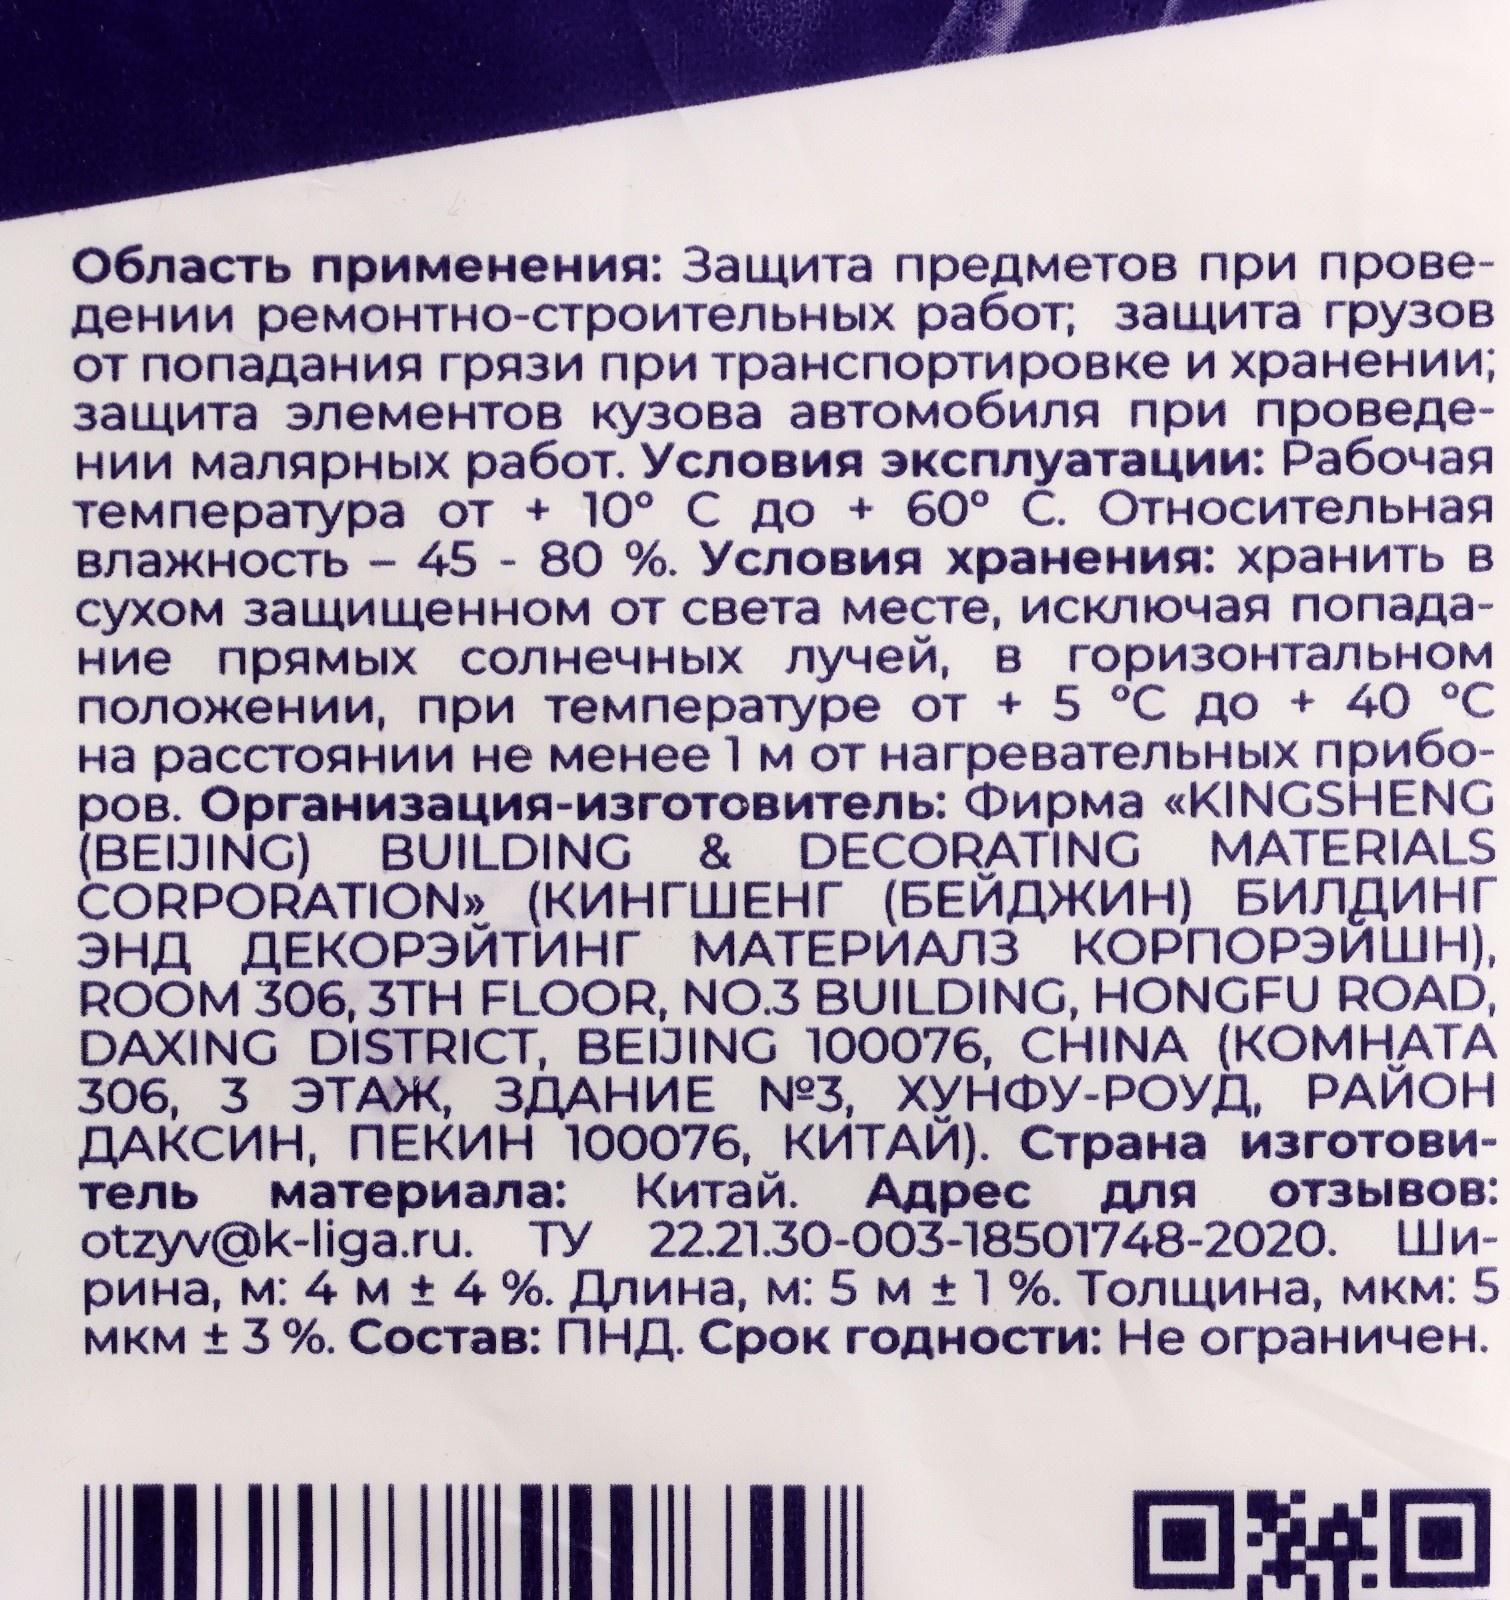 Область применения: Защита предметов при прове-
дении ремонтно-строительных работ; защита грузов
от попадания грязи при транспортировке и хранении;
защита элементов кузова автомобиля при проведе-
нии малярных работ. Условия эксплуатации: Рабочая
температура от + 10° С до + 60° С. Относительная
влажность – 45 - 80 %. Условия хранения: хранить в
сухом защищенном от света месте, исключая попада-
ние прямых солнечных лучей, в горизонтальном
положении, при температуре от + 5 °С до + 40 °С
на расстоянии не менее 1 м от нагревательных прибо-
ров. Организация-изготовитель: Фирма «KINGSHENG
(BEIJING) BUILDING & DECORATING MATERIALS
CORPORATION» (КИНГШЕНГ (БЕЙДЖИН) БИЛДИНГ
ЭНД ДЕКОРЭЙТИНГ МАТЕРИАЛЗ КОРПОРЭЙШН),
ROOM 306, 3TH FLOOR, NO.3 BUILDING, HONGFU ROAD,
DAXING DISTRICT, BEIJING 100076, CHINA (КОМНАТА
306, 3 ЭТАЖ, ЗДАНИЕ №3, ХУНФУ-РОУД, РАЙОН
ДАКСИН, ПЕКИН 100076, КИТАЙ). Страна изготови-
тель материала: Китай. Адрес для отзывов:
otzyv@k-liga.ru. ТУ 22.21.30-003-18501748-2020. Ши-
рина, м: 4 м ± 4 %. Длина, м: 5 м ± 1 %. Толщина, мкм: 5
мкм ± 3 %. Состав: ПНД. Срок годности: Не ограничен.